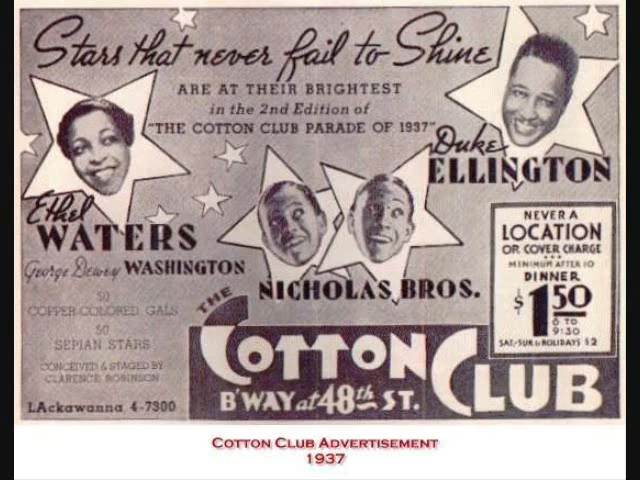 Stars that never fail to Shine
ARE AT THEIR BRIGHTEST
in the 2nd Edition of
"THE COTTON CLUB PARADE OF 1937"
Duke
ELLINGTON
Ethel
WATERS
George Dewey WASHINGTON
NICHOLAS BROS.
50
COPPER-COLORED GALS
50
SEPIAN STARS
CONCEIVED & STAGED BY
CLARENCE ROBINSON
LAckawanna 4-7300
NEVER A
LOCATION
OR COVER CHARGE
MINIMUM AFTER 10
DINNER
$1.50
6 TO
9:30
SAT.-SUN. & HOLIDAYS $2
THE
COTTON
CLUB
B'WAY at 48th ST.
COTTON CLUB ADVERTISEMENT
1937